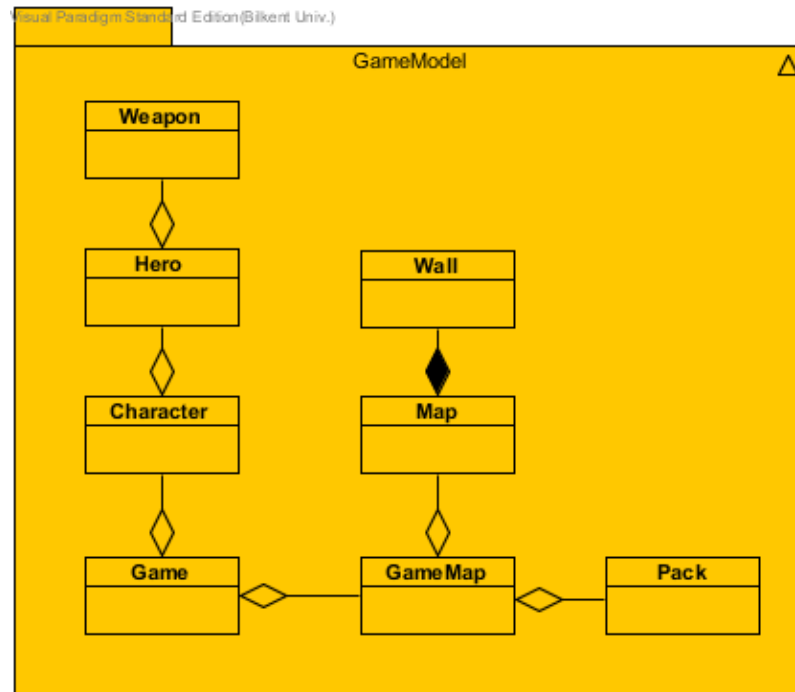 Visual Paradigm Standard Edition(Bilkent Univ.)
GameModel
Weapon
Hero
Wall
Character
Map
Game
GameMap
Pack